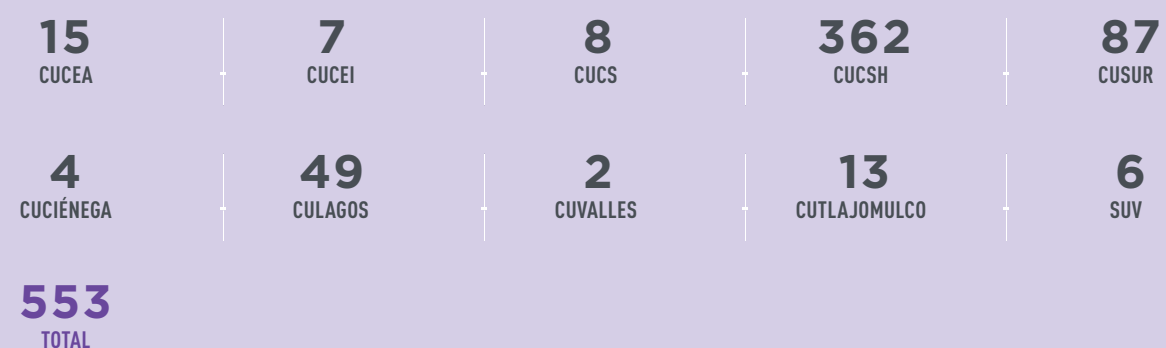 15 7 8 362 87
CUCEA CUCEI CUCS CUCSH CUSUR
4 49 2 13 6
CUCIÉNEGA CULAGOS CUVALLES CUTLAJOMULCO SUV
553
TOTAL